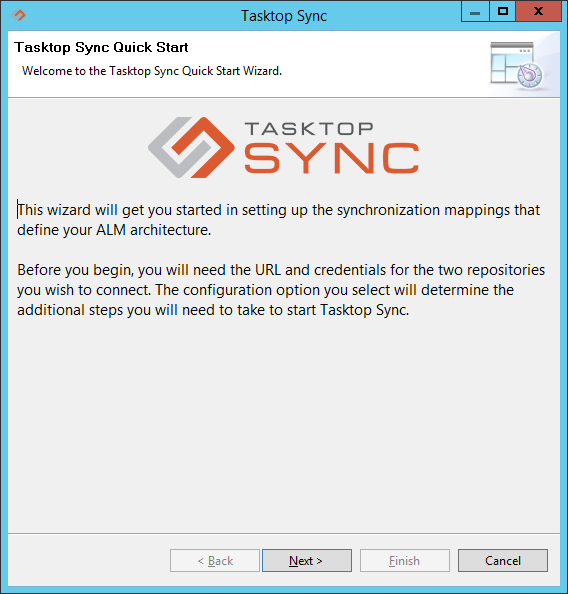 Tasktop Sync
Tasktop Sync Quick Start
Welcome to the Tasktop Sync Quick Start Wizard.
TASKTOP
SYNC
This wizard will get you started in setting up the synchronization mappings that
define your ALM architecture.
Before you begin, you will need the URL and credentials for the two repositories
you wish to connect. The configuration option you select will determine the
additional steps you will need to take to start Tasktop Sync.
< Back Next > Finish Cancel